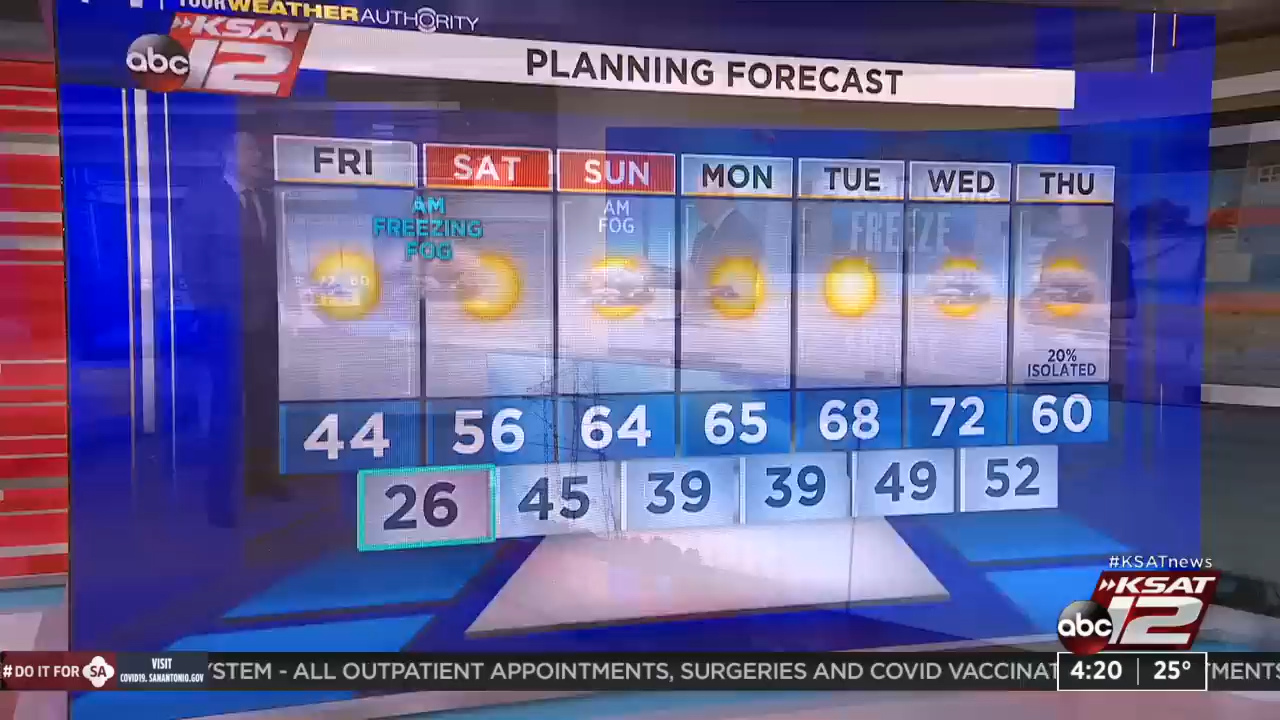 YOUR WEATHER AUTHORITY
abc KSAT 12
PLANNING FORECAST
FRI SAT SUN MON TUE WED THU
AM FREEZING FOG
AM FOG
FREEZE
20% ISOLATED
44 56 64 65 68 72 60
26 45 39 39 49 52
#KSATnews
abc KSAT 12
#DO IT FOR SA
VISIT COVID19.SANANTONIO.GOV
YSTEM - ALL OUTPATIENT APPOINTMENTS, SURGERIES AND COVID VACCINAT
4:20 25°
TMENTS